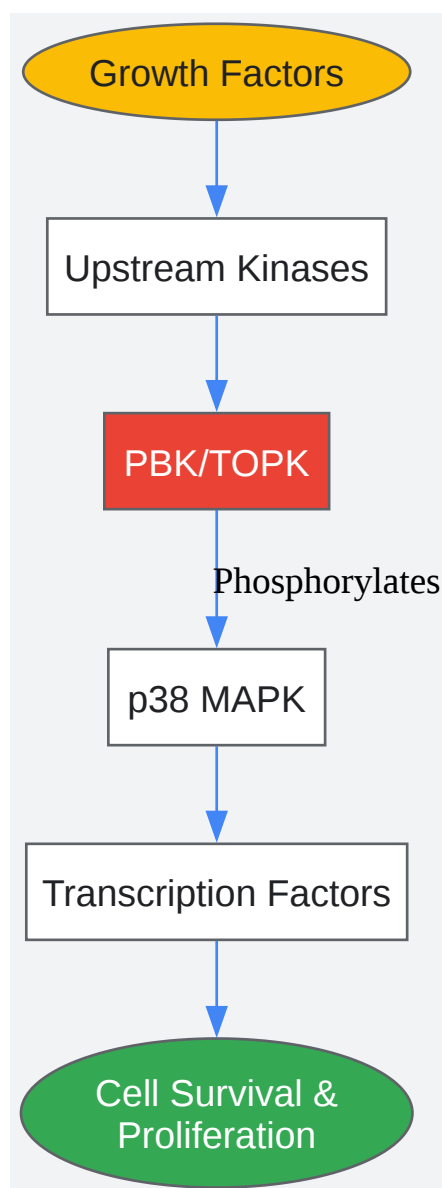 Growth Factors
Upstream Kinases
PBK/TOPK
Phosphorylates
p38 MAPK
Transcription Factors
Cell Survival &
Proliferation